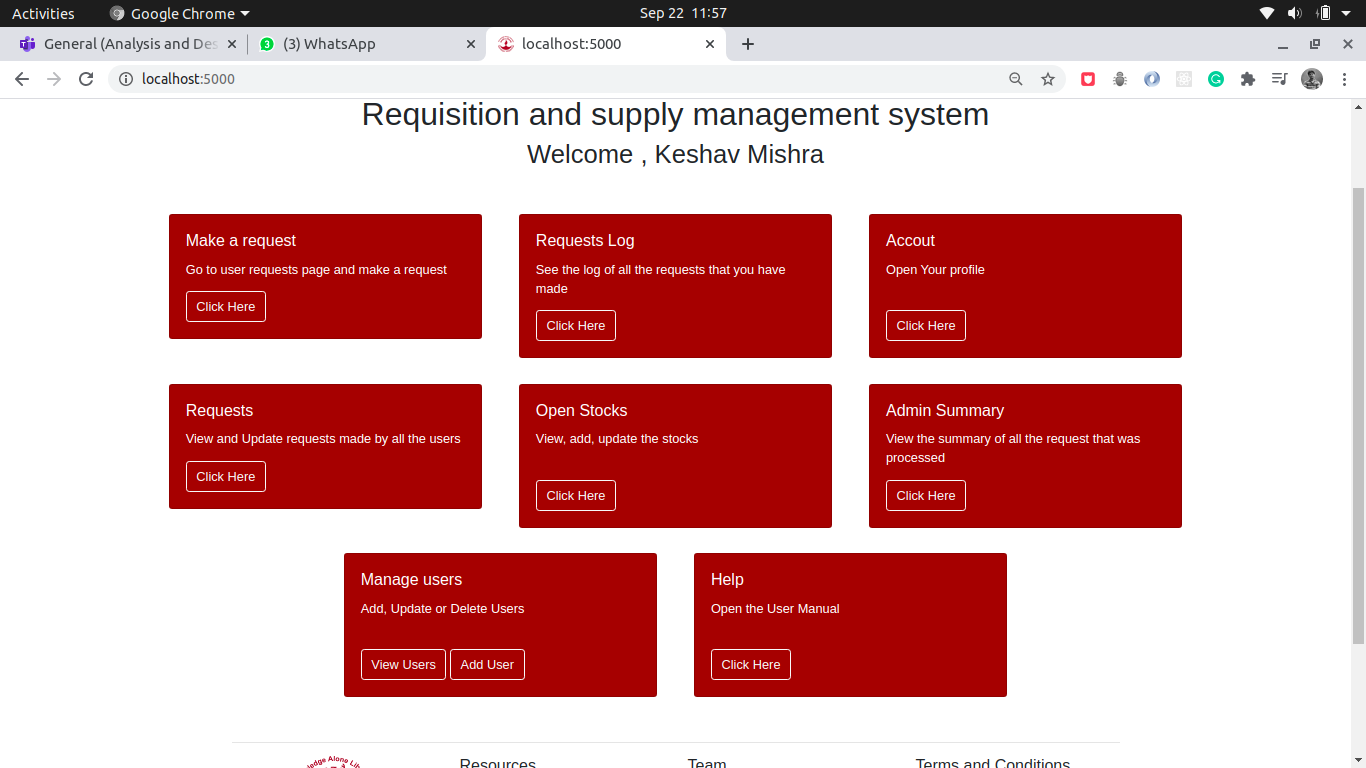 Activities
Google Chrome
Sep 22 11:57
General (Analysis and Des
3
(3) WhatsApp
localhost:5000
localhost:5000
Requisition and supply management system
Welcome , Keshav Mishra
Make a request
Go to user requests page and make a request
Click Here
Requests Log
See the log of all the requests that you have
made
Click Here
Accout
Open Your profile
Click Here
Requests
View and Update requests made by all the users
Click Here
Open Stocks
View, add, update the stocks
Click Here
Admin Summary
View the summary of all the request that was
processed
Click Here
Manage users
Add, Update or Delete Users
View Users Add User
Help
Open the User Manual
Click Here
Resources
Team
Terms and Conditions